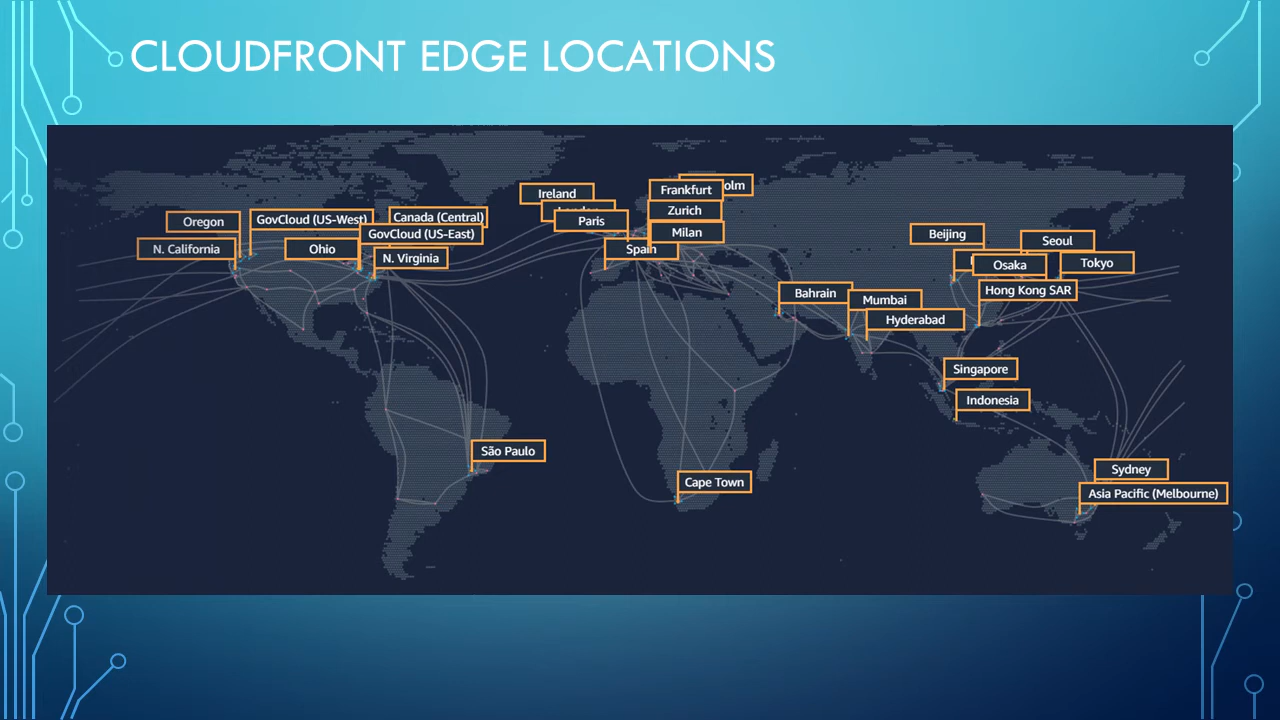 CLOUDFRONT EDGE LOCATIONS
Ireland
Frankfurt
olm
Paris
Zurich
Milan
Spain
Oregon
GovCloud (US-West)
Canada (Central)
GovCloud (US-East)
N. California
Ohio
N. Virginia
Beijing
Seoul
Osaka
Tokyo
Hong Kong SAR
Bahrain
Mumbai
Hyderabad
Singapore
Indonesia
São Paulo
Cape Town
Sydney
Asia Pacific (Melbourne)